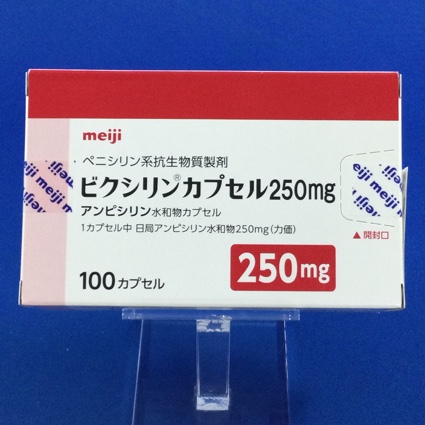 meiji
ペニシリン系抗生物質製剤
ビクシリン®カプセル250mg
アンピシリン水和物カプセル
1カプセル中 日局アンピシリン水和物250mg(力価)
▲開封口
250mg
100カプセル
meiji
meiji